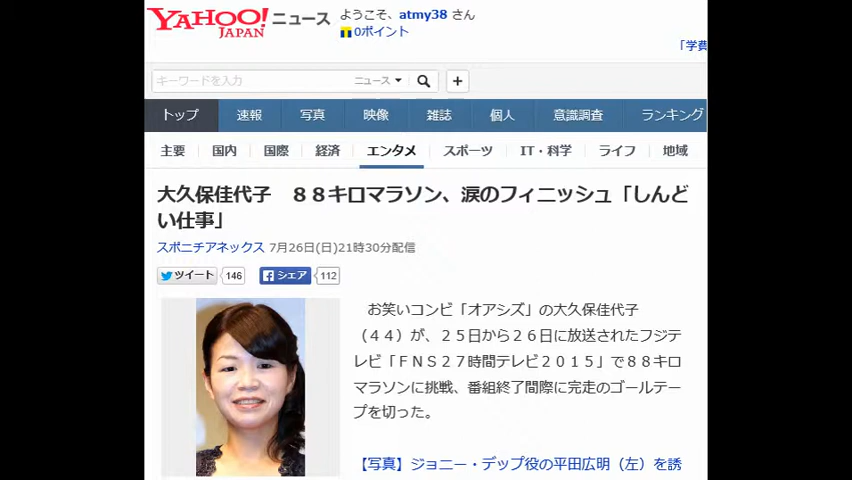 YAHOO! JAPAN ニュース
ようこそ、atmy38 さん
0ポイント
「学費
キーワードを入力 ニュース
+
トップ 速報 写真 映像 雑誌 個人 意識調査 ランキング
主要 国内 国際 経済 エンタメ スポーツ IT・科学 ライフ 地域
大久保佳代子　８８キロマラソン、涙のフィニッシュ「しんど
い仕事」
スポニチアネックス 7月26日(日)21時30分配信
ツイート 146 シェア 112
お笑いコンビ「オアシズ」の大久保佳代子
（４４）が、２５日から２６日に放送されたフジテ
レビ「ＦＮＳ２７時間テレビ２０１５」で８８キロ
マラソンに挑戦、番組終了間際に完走のゴールテー
プを切った。
【写真】ジョニー・デップ役の平田広明（左）を誘